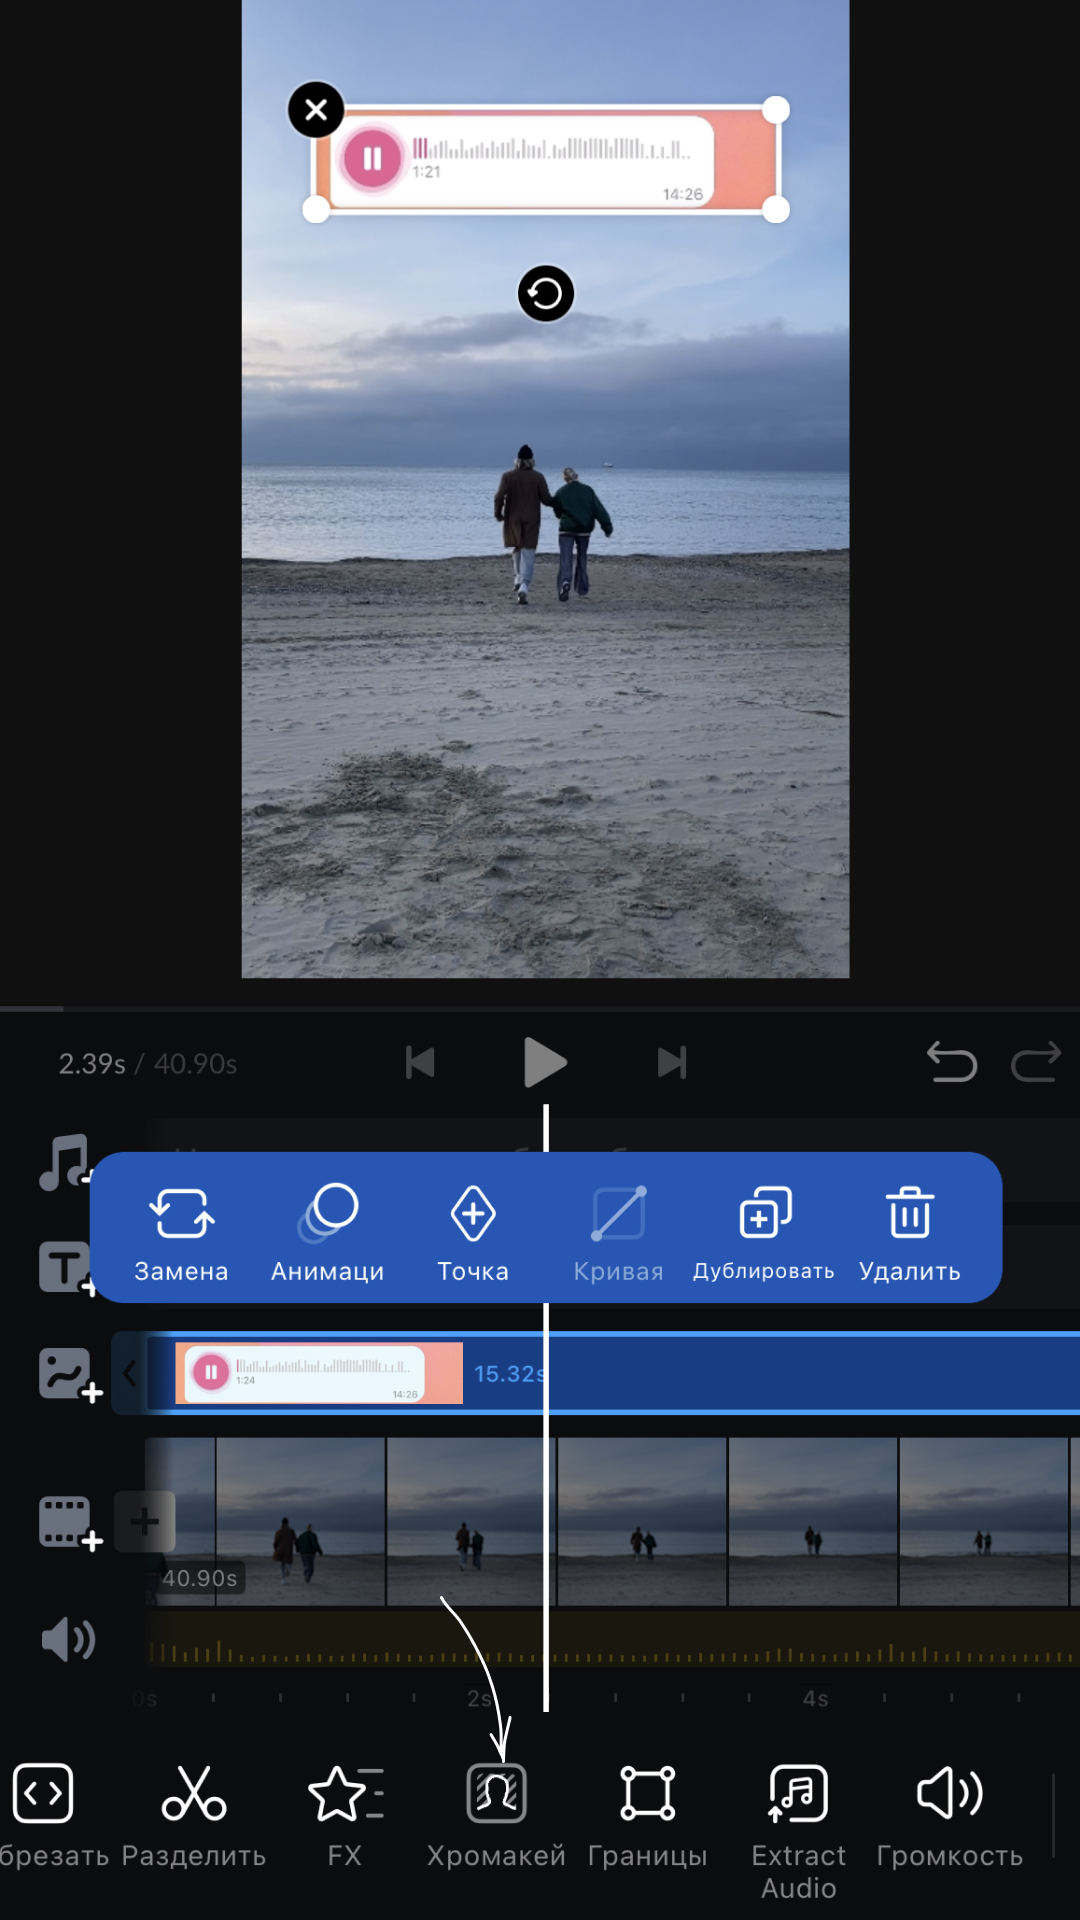 1:21
14:26
2.39s / 40.90s
Замена
Анимаци
Точка
Кривая
Дублировать
Удалить
T
1:24
14:26
15.32s
40.90s
0s
2s
4s
брезать
Разделить
FX
Хромакей
Границы
Extract
Audio
Громкость